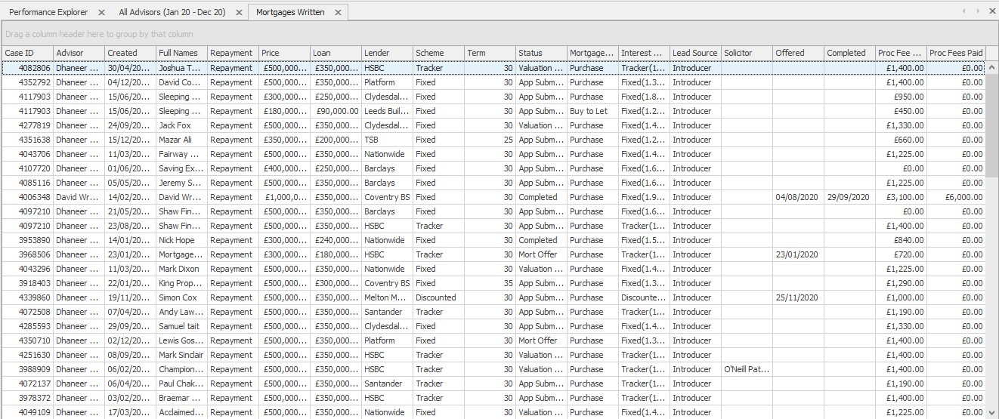 Performance Explorer All Advisors (Jan 20 - Dec 20) Mortgages Written
Drag a column header here to group by that column
Case ID Advisor Created Full Names Repayment Price Loan Lender Scheme Term Status Mortgage... Interest ... Lead Source Solicitor Offered Completed Proc Fee ... Proc Fees Paid
4082806 Dhaneer ... 30/04/20... Joshua T... Repayment £500,000... £350,000... HSBC Tracker 30 Valuation ... Purchase Tracker(1... Introducer £1,400.00 £0.00
4352792 Dhaneer ... 04/12/20... David Co... Repayment £500,000... £350,000... Platform Fixed 30 App Subm... Purchase Fixed(1.3... Introducer £1,400.00 £0.00
4117903 Dhaneer ... 15/06/20... Sleeping ... Repayment £300,000... £250,000... Clydesdal... Fixed 30 App Subm... Purchase Fixed(1.8... Introducer £950.00 £0.00
4117903 Dhaneer ... 15/06/20... Sleeping ... Repayment £180,000... £90,000.00 Leeds Buil... Fixed 30 App Subm... Buy to Let Fixed(1.2... Introducer £450.00 £0.00
4277819 Dhaneer ... 24/09/20... Jack Fox Repayment £500,000... £350,000... Clydesdal... Fixed 30 Valuation ... Purchase Fixed(1.4... Introducer £1,330.00 £0.00
4351638 Dhaneer ... 15/12/20... Mazar Ali Repayment £350,000... £200,000... TSB Fixed 25 App Subm... Purchase Fixed(1.2... Introducer £660.00 £0.00
4043706 Dhaneer ... 11/03/20... Fairway ... Repayment £500,000... £350,000... Nationwide Fixed 30 App Subm... Purchase Fixed(1.4... Introducer £1,225.00 £0.00
4107720 Dhaneer ... 01/06/20... Saving Ex... Repayment £400,000... £250,000... Barclays Fixed 30 App Subm... Purchase Fixed(1.6... Introducer £0.00 £0.00
4085116 Dhaneer ... 05/05/20... Jeremy S... Repayment £500,000... £350,000... Barclays Fixed 30 App Subm... Purchase Fixed(1.6... Introducer £1,225.00 £0.00
4006348 David Wr... 14/02/20... David Wr... Repayment £1,000,0... £350,000... Coventry BS Fixed 30 Completed Purchase Fixed(1.9... Introducer 04/08/2020 29/09/2020 £3,100.00 £6,000.00
4097210 Dhaneer ... 21/05/20... Shaw Fin... Repayment £500,000... £350,000... Barclays Fixed 30 App Subm... Purchase Fixed(1.6... Introducer £0.00 £0.00
4097210 Dhaneer ... 23/08/20... Shaw Fin... Repayment £500,000... £350,000... HSBC Tracker 30 App Subm... Purchase Tracker(1... Introducer £1,400.00 £0.00
3953890 Dhaneer ... 14/01/20... Nick Hope Repayment £300,000... £240,000... Nationwide Fixed 30 Completed Purchase Fixed(1.5... Introducer £840.00 £0.00
3968506 Dhaneer ... 23/01/20... Mortgage... Repayment £300,000... £180,000... HSBC Tracker 30 Mort Offer Purchase Tracker(1... Introducer 23/01/2020 £720.00 £0.00
4043296 Dhaneer ... 11/03/20... Mark Dixon Repayment £500,000... £350,000... Nationwide Fixed 30 Valuation ... Purchase Fixed(1.4... Introducer £1,225.00 £0.00
3918403 Dhaneer ... 22/01/20... King Prop... Repayment £500,000... £300,000... Coventry BS Fixed 35 App Subm... Purchase Fixed(1.3... Introducer £1,290.00 £0.00
4339860 Dhaneer ... 19/11/20... Simon Cox Repayment £500,000... £350,000... Melton M... Discounted 30 App Subm... Purchase Discounte... Introducer 25/11/2020 £1,000.00 £0.00
4072508 Dhaneer ... 07/04/20... Andy Law... Repayment £500,000... £350,000... Santander Tracker 30 App Subm... Purchase Tracker(1... Introducer £1,190.00 £0.00
4285593 Dhaneer ... 29/09/20... Samuel tait Repayment £500,000... £350,000... Clydesdal... Fixed 30 App Subm... Purchase Fixed(1.4... Introducer £1,330.00 £0.00
4350710 Dhaneer ... 02/12/20... Lewis Gos... Repayment £500,000... £350,000... Platform Fixed 30 Mort Offer Purchase Fixed(1.3... Introducer £1,400.00 £0.00
4251630 Dhaneer ... 08/09/20... Mark Sinclair Repayment £500,000... £350,000... HSBC Tracker 30 Valuation ... Purchase Tracker(1... Introducer £1,400.00 £0.00
3988909 Dhaneer ... 06/02/20... Champion... Repayment £500,000... £350,000... HSBC Tracker 30 Valuation ... Purchase Tracker(1... Introducer O'Neill Pat... £1,400.00 £0.00
4072137 Dhaneer ... 06/04/20... Paul Chak... Repayment £500,000... £350,000... Santander Tracker 30 App Subm... Purchase Tracker(1... Introducer £1,190.00 £0.00
3978372 Dhaneer ... 03/02/20... Braemar ... Repayment £500,000... £350,000... HSBC Tracker 30 App Subm... Purchase Tracker(1... Introducer £1,400.00 £0.00
4049109 Dhaneer ... 17/03/20... Acclaimed... Repayment £500,000... £350,000... Nationwide Fixed 30 Valuation ... Purchase Fixed(1.4... Introducer £1,225.00 £0.00